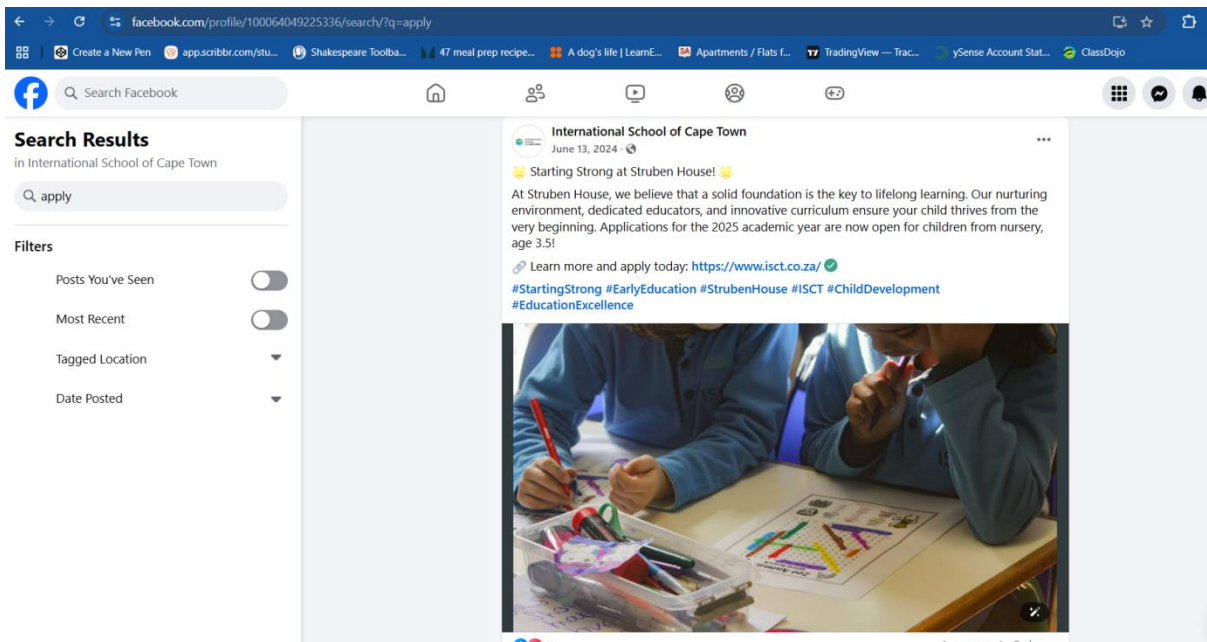 facebook.com/profile/100064049225336/search/?q=apply
Create a New Pen app.scribbr.com/stu... Shakespeare Toolba... 47 meal prep recipe... A dog's life | LearnE... SA Apartments / Flats f... TradingView — Trac... ySense Account Stat... ClassDojo
Search Facebook
Search Results
in International School of Cape Town
apply
Filters
Posts You've Seen
Most Recent
Tagged Location
Date Posted
International School of Cape Town
June 13, 2024 ·
🌟 Starting Strong at Struben House! 🌟
At Struben House, we believe that a solid foundation is the key to lifelong learning. Our nurturing
environment, dedicated educators, and innovative curriculum ensure your child thrives from the
very beginning. Applications for the 2025 academic year are now open for children from nursery,
age 3.5!
🔗 Learn more and apply today: https://www.isct.co.za/
#StartingStrong #EarlyEducation #StrubenHouse #ISCT #ChildDevelopment
#EducationExcellence